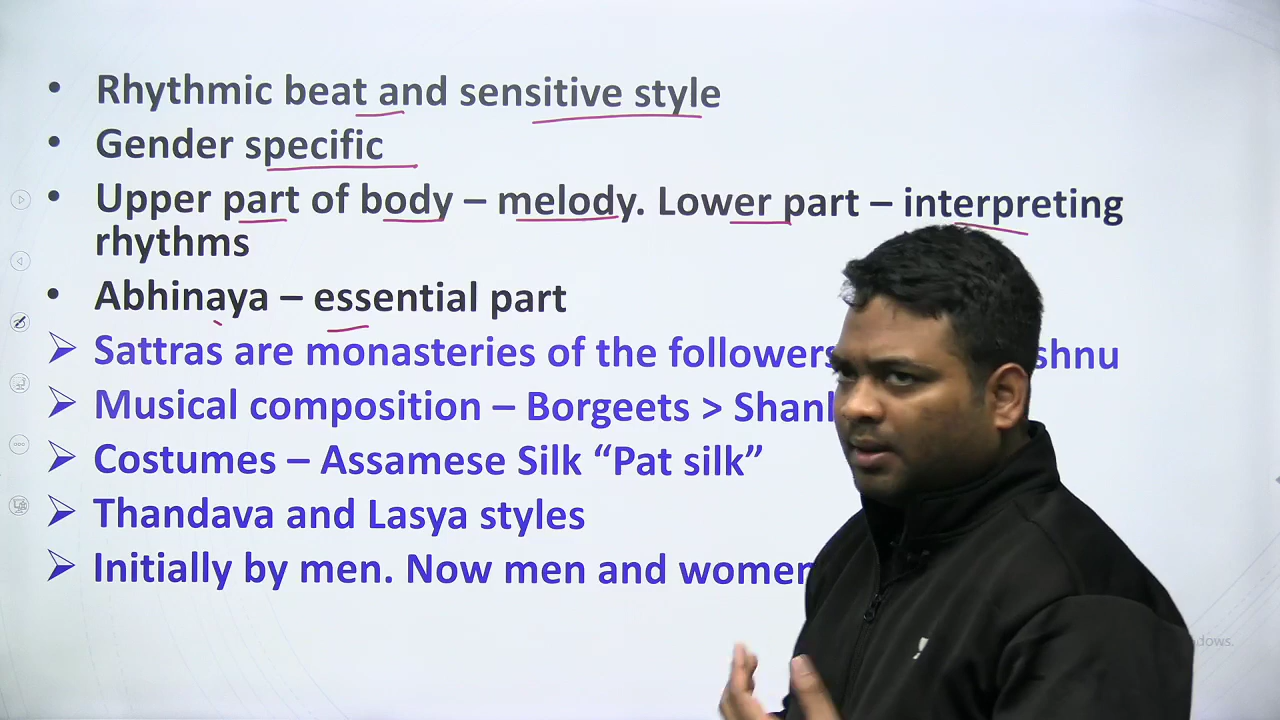 • Rhythmic beat and sensitive style
• Gender specific
• Upper part of body – melody. Lower part – interpreting
rhythms
• Abhinaya – essential part
➢ Sattras are monasteries of the followers
➢ Musical composition – Borgeets >
➢ Costumes – Assamese Silk “Pat silk”
➢ Thandava and Lasya styles
➢ Initially by men. Now men and women